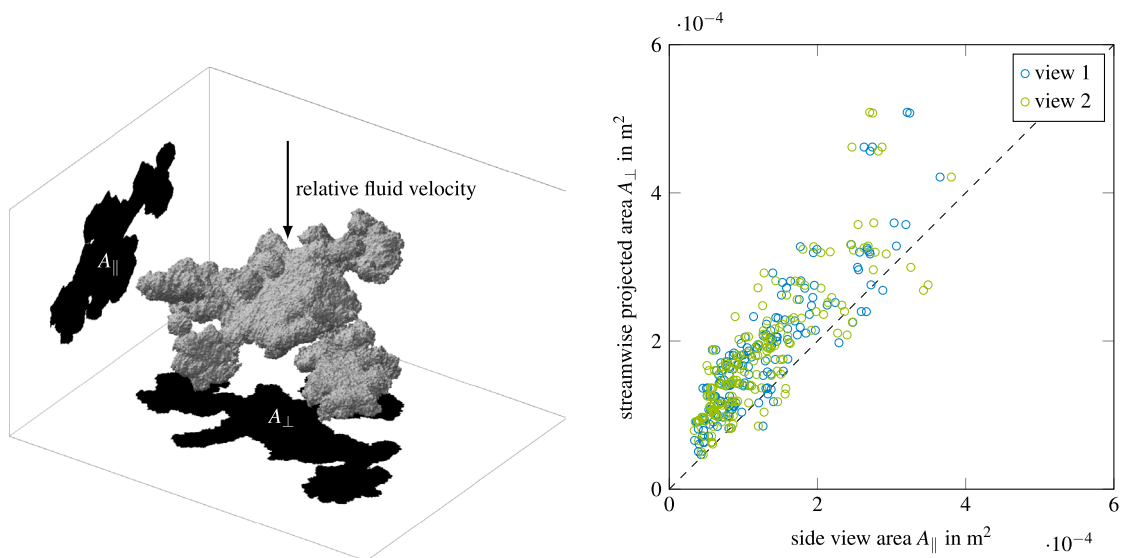 relative fluid velocity
A∥
A⊥
·10⁻⁴
6
4
2
0
0
2
4
6
streamwise projected area A⊥ in m²
view 1
view 2
side view area A∥ in m²
·10⁻⁴